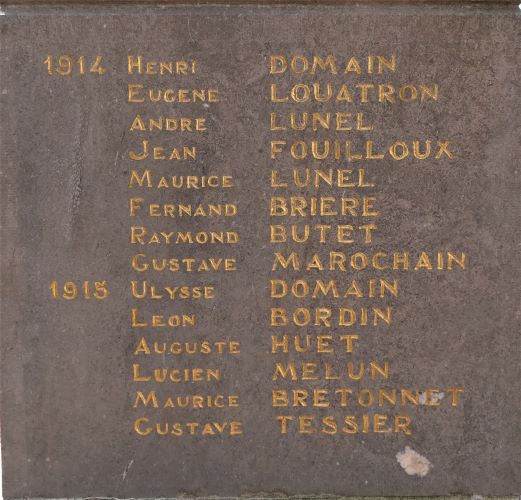 1914 HENRI DOMAIN
EUGENE LOUATRON
ANDRE LUNEL
JEAN FOUILLOUX
MAURICE LUNEL
FERNAND BRIERE
RAYMOND BUTET
GUSTAVE MAROCHAIN
1915 ULYSSE DOMAIN
LEON BORDIN
AUGUSTE HUET
LUCIEN MELUN
MAURICE BRETONNET
GUSTAVE TESSIER